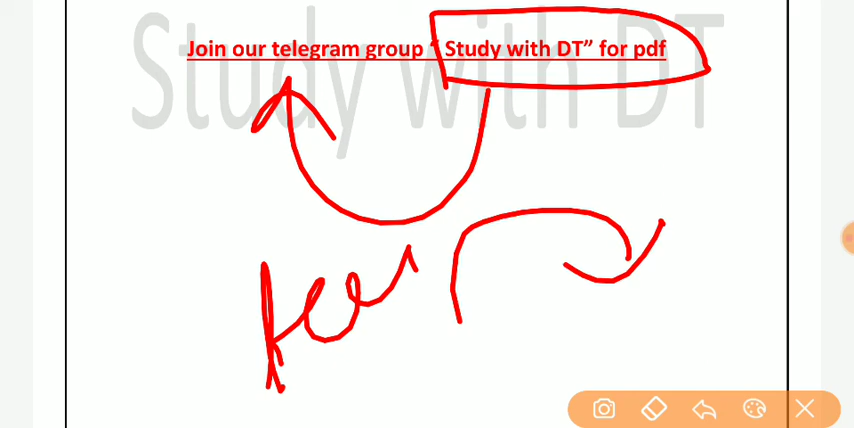 Join our telegram group “ Study with DT” for pdf
Study with DT